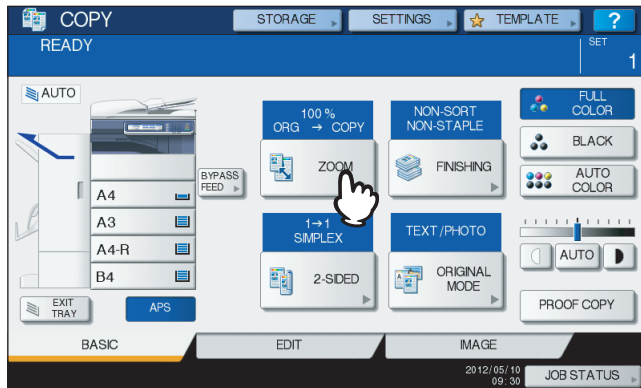 COPY
STORAGE
SETTINGS
TEMPLATE
?
READY
SET
1
AUTO
A4
A3
A4-R
B4
BYPASS
FEED
EXIT
TRAY
APS
100 %
ORG → COPY
ZOOM
NON-SORT
NON-STAPLE
FINISHING
1→1
SIMPLEX
2-SIDED
TEXT/PHOTO
ORIGINAL
MODE
FULL
COLOR
BLACK
AUTO
COLOR
AUTO
PROOF COPY
BASIC
EDIT
IMAGE
2012/05/10
09:30
JOB STATUS